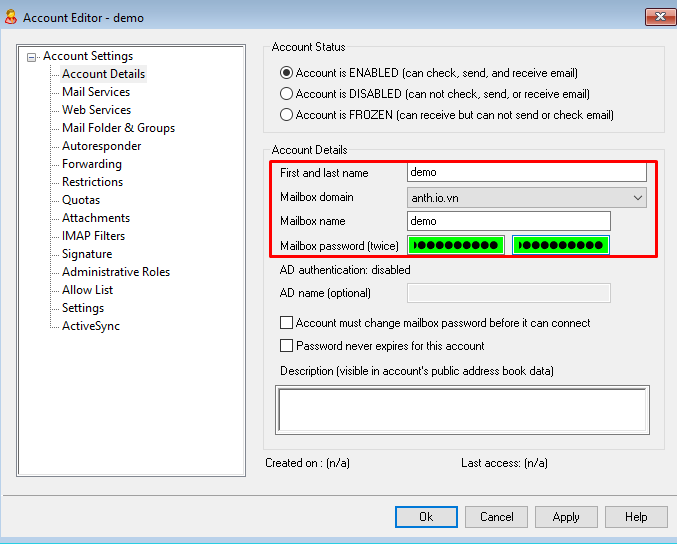 Account Editor - demo
Account Settings
Account Details
Mail Services
Web Services
Mail Folder & Groups
Autoresponder
Forwarding
Restrictions
Quotas
Attachments
IMAP Filters
Signature
Administrative Roles
Allow List
Settings
ActiveSync
Account Status
Account is ENABLED (can check, send, and receive email)
Account is DISABLED (can not check, send, or receive email)
Account is FROZEN (can receive but can not send or check email)
Account Details
First and last name demo
Mailbox domain anth.io.vn
Mailbox name demo
Mailbox password (twice)
AD authentication: disabled
AD name (optional)
Account must change mailbox password before it can connect
Password never expires for this account
Description (visible in account's public address book data)
Created on : (n/a) Last access: (n/a)
Ok Cancel Apply Help